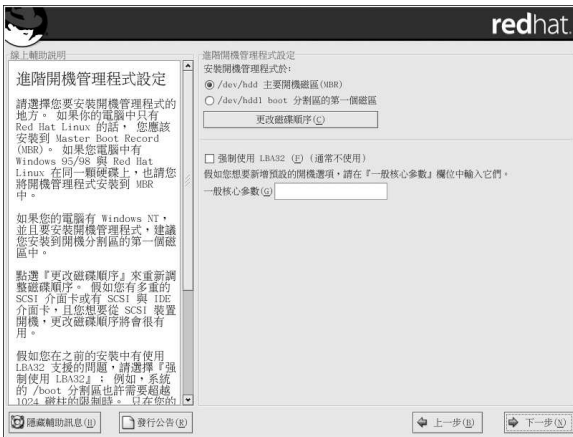 redhat.
線上輔助說明
進階開機管理程式設定
請選擇您要安裝開機管理程式的
地方。 如果你的電腦中只有
Red Hat Linux 的話， 您應該
安裝到 Master Boot Record
(MBR)。 如果您電腦中有
Windows 95/98 與 Red Hat
Linux 在同一顆硬碟上，也請您
將開機管理程式安裝到 MBR
中。
如果您的電腦有 Windows NT，
並且要安裝開機管理程式，建議
您安裝到開機分割區的第一個磁
區中。
點選『更改磁碟順序』來重新調
整磁碟順序。 假如您有多重的
SCSI 介面卡或有 SCSI 與 IDE
介面卡，且您想要從 SCSI 裝置
開機，更改磁碟順序將會很有
用。
假如您在之前的安裝中有使用
LBA32 支援的問題，請選擇『強
制使用 LBA32』； 例如，系統
的 /boot 分割區也許需要超越
1024 磁柱的限制時。 只在您的
進階開機管理程式設定
安裝開機管理程式於:
/dev/hdd 主要開機磁區(MBR)
/dev/hdd1 boot 分割區的第一個磁區
更改磁碟順序(C)
強制使用 LBA32 (F) (通常不使用)
假如您想要新增預設的開機選項，請在『一般核心參數』欄位中輸入它們。
一般核心參數(G)
隱藏輔助訊息(H)
發行公告(R)
上一步(B)
下一步(N)